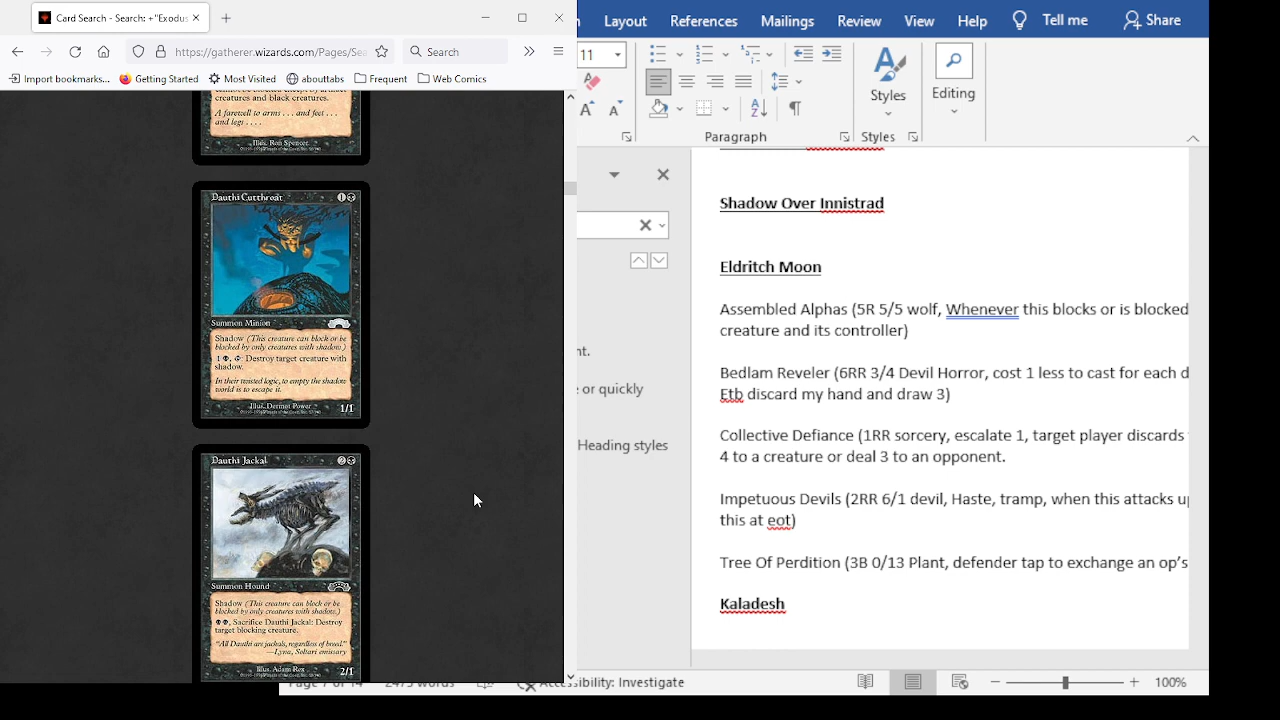 Card Search - Search: +"Exodus
https://gatherer.wizards.com/Pages/Sea
Search
Import bookmarks...
Getting Started
Most Visited
abouttabs
Frequent
Web Comics
creatures and black creatures.
A farewell to arms . . . and feet . . .
and legs . . . .
Illus. Ron Spencer
Dauthi Cutthroat
1
Summon Minion
Shadow (This creature can block or be
blocked by only creatures with shadow.)
1 , : Destroy target creature with
shadow.
In their twisted logic, to empty the shadow
world is to escape it.
Illus. Dermot Power
1/1
Dauthi Jackal
2
Summon Hound
Shadow (This creature can block or be
blocked by only creatures with shadow.)
, Sacrifice Dauthi Jackal: Destroy
target blocking creature.
"All Dauthi are jackals, regardless of breed."
—Lyna, Soltari emissary
Illus. Adam Rex
2/1
Layout
References
Mailings
Review
View
Help
Tell me
Share
11
Styles
Editing
Paragraph
Styles
nt.
e or quickly
Heading styles
Shadow Over Innistrad
Eldritch Moon
Assembled Alphas (5R 5/5 wolf, Whenever this blocks or is blocked
creature and its controller)
Bedlam Reveler (6RR 3/4 Devil Horror, cost 1 less to cast for each d
Etb discard my hand and draw 3)
Collective Defiance (1RR sorcery, escalate 1, target player discards
4 to a creature or deal 3 to an opponent.
Impetuous Devils (2RR 6/1 devil, Haste, tramp, when this attacks up
this at eot)
Tree Of Perdition (3B 0/13 Plant, defender tap to exchange an op's
Kaladesh
Page 7 of 14
2475 words
Accessibility: Investigate
100%